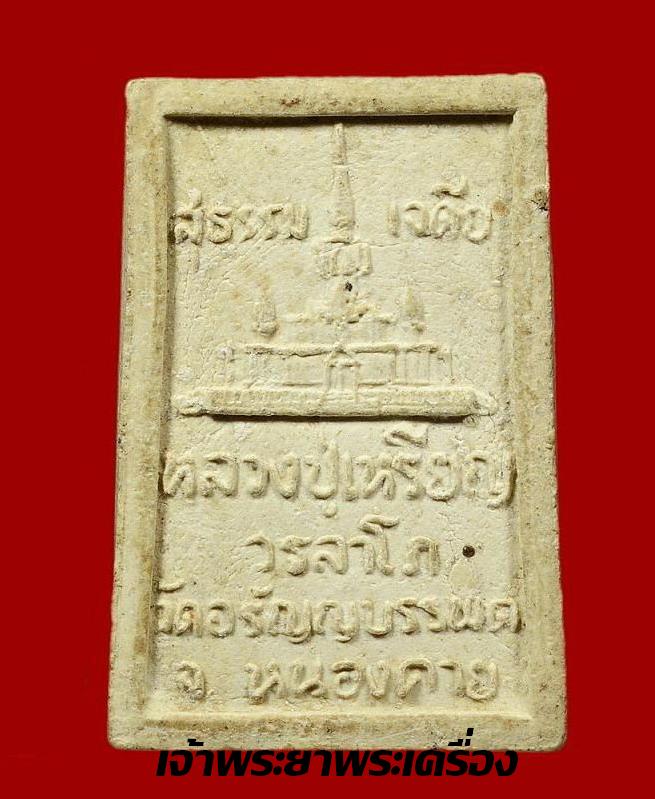 สุธรรม เจดีย์
หลวงปู่เหรียญ
วรลาโภ
วัดอรัญญบรรพต
จ. หนองคาย
เจ้าพระยาพระเครื่อง